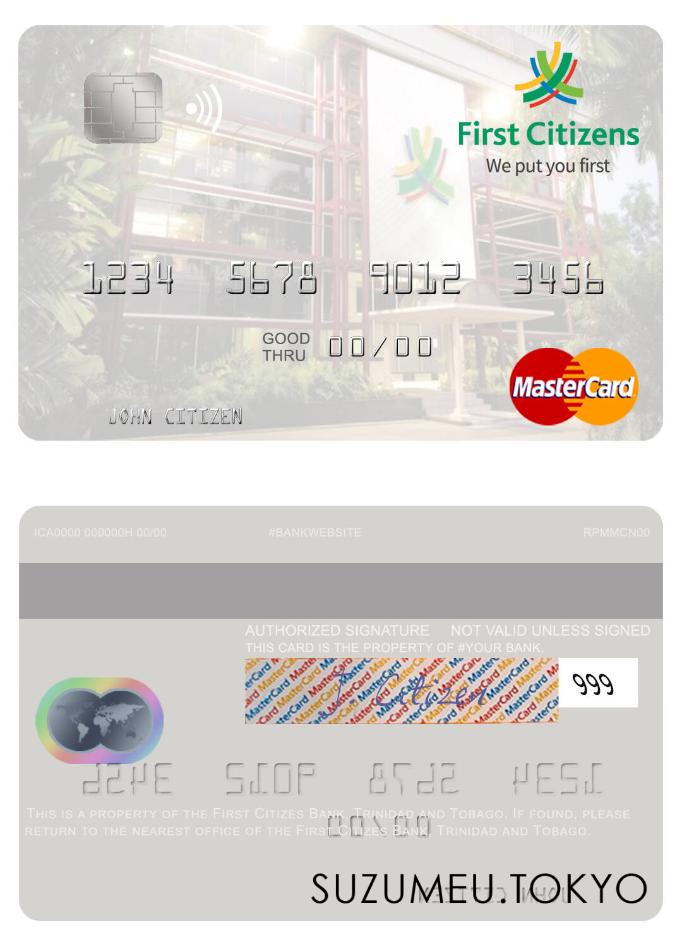 First Citizens
We put you first
1234 5678 9012 3456
GOOD THRU 00/00
JOHN CITIZEN
MasterCard
ICA0000 000000H 00/00 #BANKWEBSITE RPMMCN00
AUTHORIZED SIGNATURE NOT VALID UNLESS SIGNED
THIS CARD IS THE PROPERTY OF #YOUR BANK.
J. Citizen 999
THIS IS A PROPERTY OF THE FIRST CITIZES BANK, TRINIDAD AND TOBAGO. IF FOUND, PLEASE
RETURN TO THE NEAREST OFFICE OF THE FIRST CITIZES BANK, TRINIDAD AND TOBAGO.
SUZUMEU.TOKYO